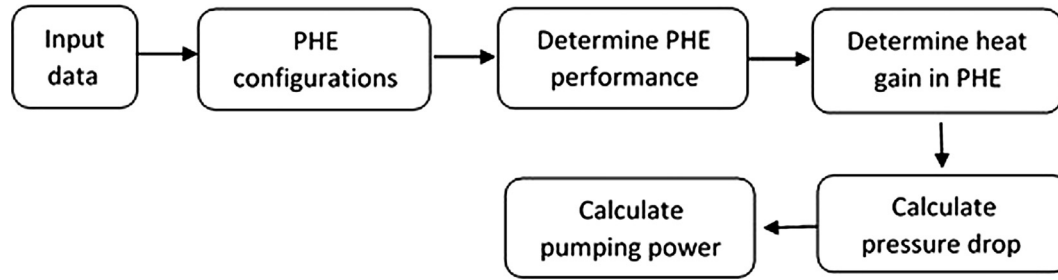 Input
data
PHE
configurations
Determine PHE
performance
Determine heat
gain in PHE
Calculate
pressure drop
Calculate
pumping power